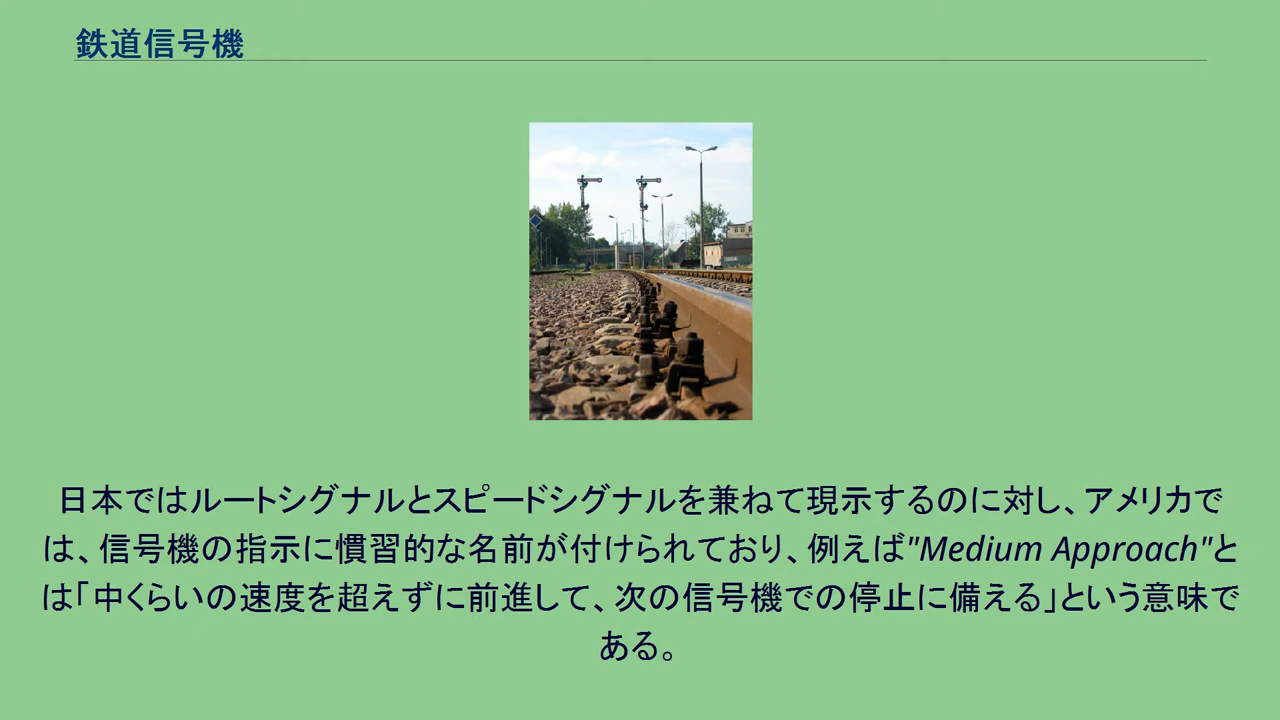 鉄道信号機
日本ではルートシグナルとスピードシグナルを兼ねて現示するのに対し、アメリカで
は、信号機の指示に慣習的な名前が付けられており、例えば"Medium Approach"と
は「中くらいの速度を超えずに前進して、次の信号機での停止に備える」という意味で
ある。